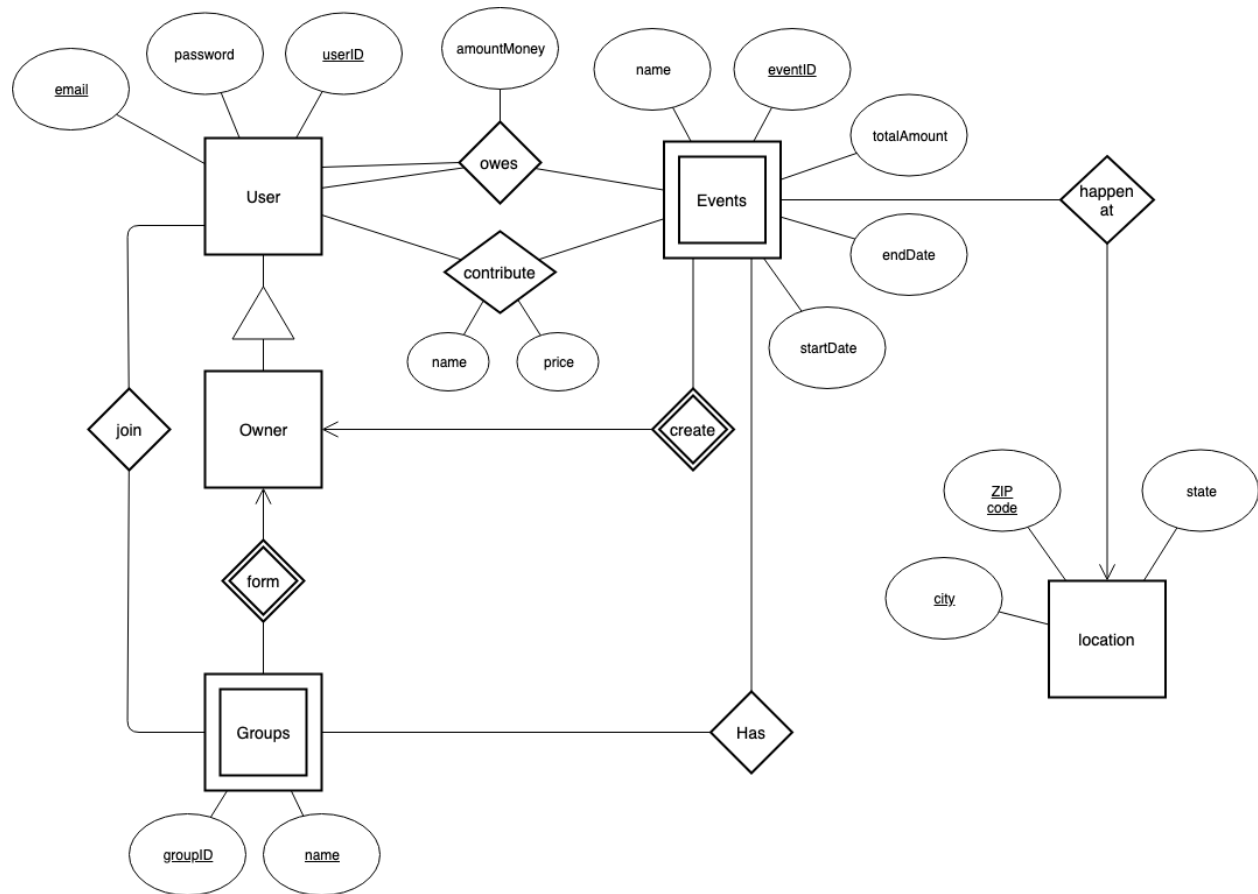 amountMoney
password
userID
name
eventID
email
totalAmount
owes
User
Events
happen
at
endDate
contribute
startDate
name
price
join
Owner
create
ZIP
code
state
form
city
location
Groups
Has
groupID
name